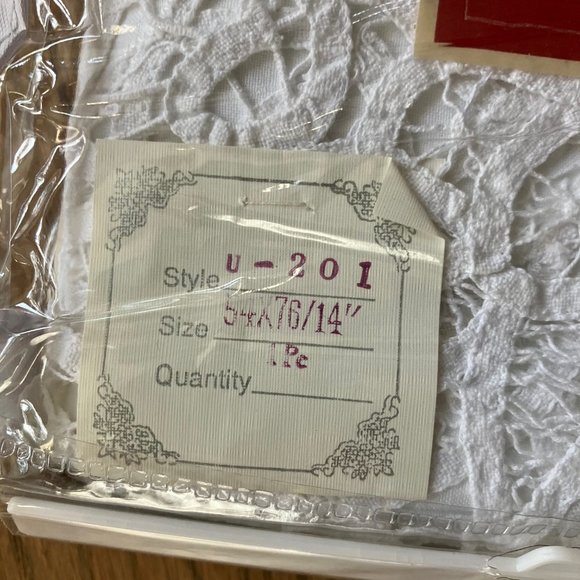 Style U-201
Size 54X76/14"
Quantity 1Pc